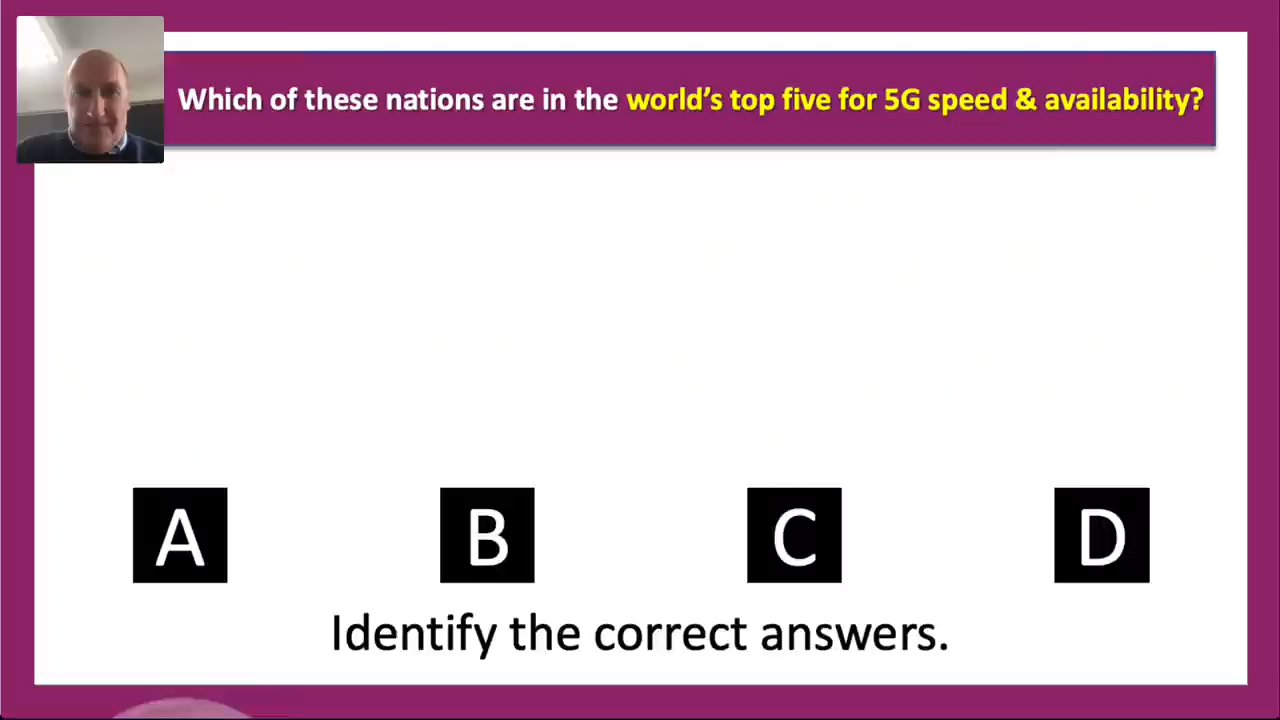 Which of these nations are in the world’s top five for 5G speed & availability?
A B C D
Identify the correct answers.